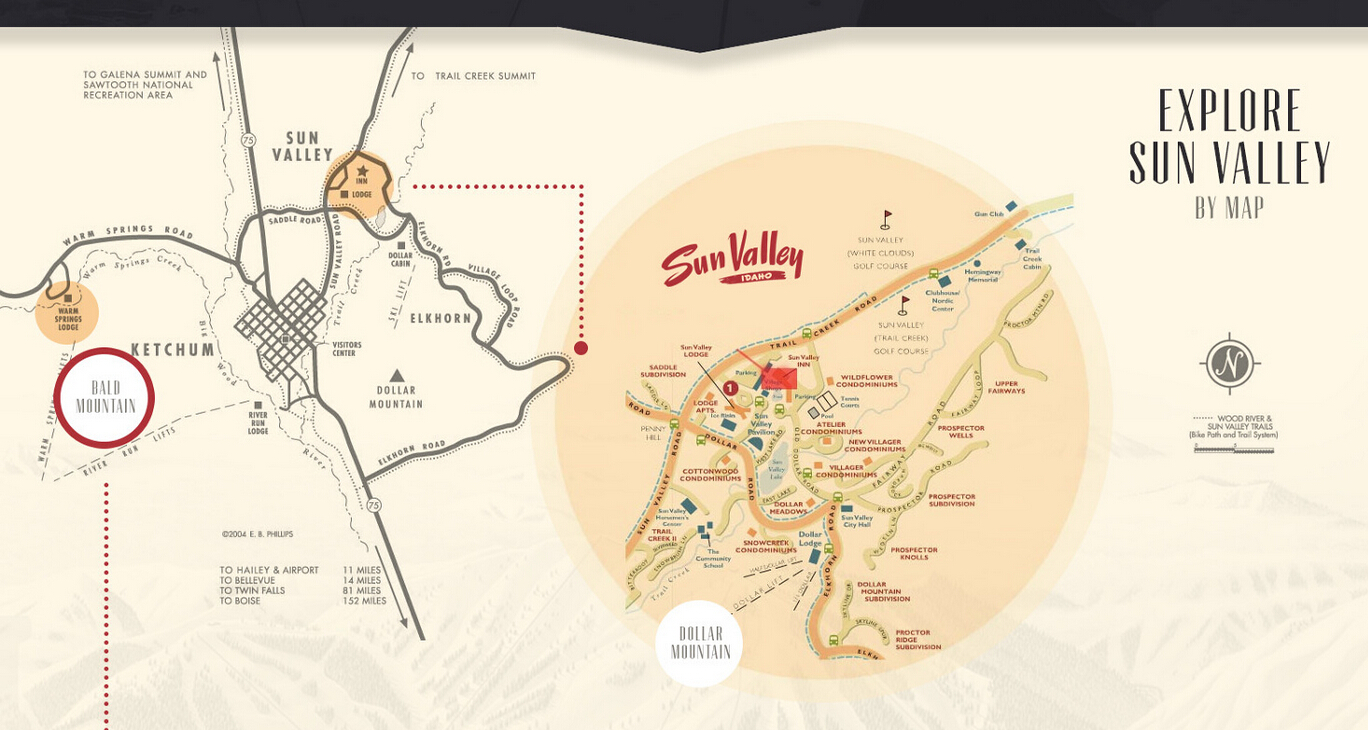 TO GALENA SUMMIT AND
SAWTOOTH NATIONAL
RECREATION AREA
TO TRAIL CREEK SUMMIT
75
SUN
VALLEY
INN
LODGE
SADDLE ROAD
SUN VALLEY ROAD
WARM SPRINGS ROAD
Warm Springs Creek
WARM
SPRINGS
LODGE
KETCHUM
Big
Wood
River
Trail Creek
SKI LIFT
DOLLAR
CABIN
ELKHORN RD
VILLAGE LOOP
ROAD
ELKHORN
VISITORS
CENTER
DOLLAR
MOUNTAIN
BALD
MOUNTAIN
RIVER
RUN
LODGE
RIVER RUN LIFTS
ELKHORN ROAD
75
©2004 E. B. PHILLIPS
TO HAILEY & AIRPORT 11 MILES
TO BELLEVUE 14 MILES
TO TWIN FALLS 81 MILES
TO BOISE 152 MILES
EXPLORE
SUN VALLEY
BY MAP
N
WOOD RIVER &
SUN VALLEY TRAILS
(Bike Path and Trail System)
Sun Valley
IDAHO
SUN VALLEY
(WHITE CLOUDS)
GOLF COURSE
Gun Club
Trail
Creek
Cabin
Hemingway
Memorial
Clubhouse/
Nordic
Center
SUN VALLEY
(TRAIL CREEK)
GOLF COURSE
TRAIL CREEK ROAD
PROCTOR MTN RD.
Sun Valley
LODGE
Sun Valley
INN
SADDLE
SUBDIVISION
Parking
1
WILDFLOWER
CONDOMINIUMS
UPPER
FAIRWAYS
LODGE
APTS.
Ice Rinks
Sun
Valley
Pavilion
Parking
Tennis
Courts
Pool
ROAD
PENNY
HILL
DOLLAR
ROAD
ATELIER
CONDOMINIUMS
NEW VILLAGER
CONDOMINIUMS
PROSPECTOR
WELLS
FAIRWAY LOOP
FAIRWAY
ROAD
OLD DOLLAR ROAD
Sun
Valley
Lake
COTTONWOOD
CONDOMINIUMS
VILLAGER
CONDOMINIUMS
EAST LAKE
DOLLAR
MEADOWS
PROSPECTOR
ROAD
PROSPECTOR
SUBDIVISION
SUN VALLEY ROAD
Sun Valley
Horsemen's
Center
Sun Valley
City Hall
TRAIL
CREEK II
SNOWCREEK
CONDOMINIUMS
Dollar
Lodge
The
Community
School
PROSPECTOR
KNOLLS
Trail Creek
HALFDOLLAR LIFT
DOLLAR LIFT
ELKHORN
ROAD
DOLLAR
MOUNTAIN
SUBDIVISION
DOLLAR
MOUNTAIN
PROCTOR
RIDGE
SUBDIVISION
ELKH